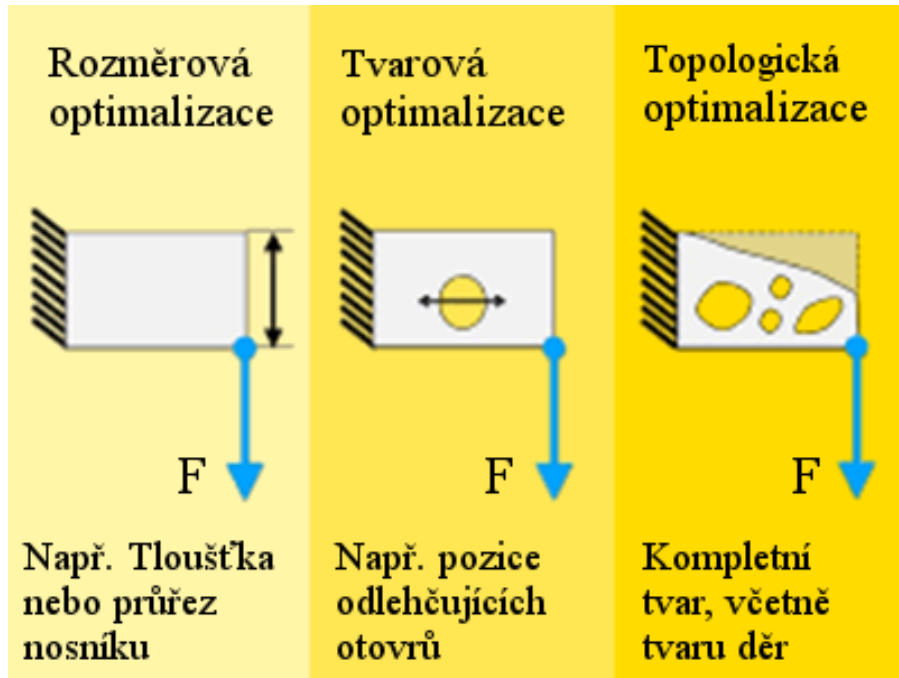 Rozměrová
optimalizace
F
Např. Tloušťka
nebo průřez
nosníku
Tvarová
optimalizace
F
Např. pozice
odlehčujících
otovrů
Topologická
optimalizace
F
Kompletní
tvar, včetně
tvaru děr